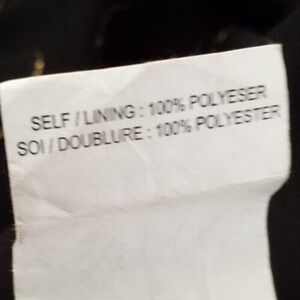 SELF / LINING : 100% POLYESER
SOI / DOUBLURE : 100% POLYESTER